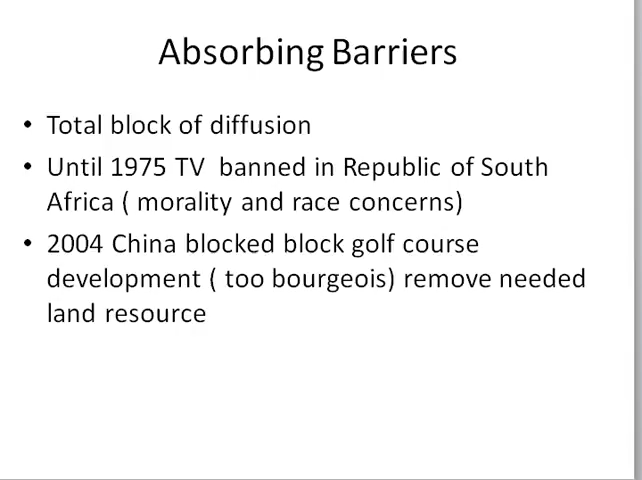 Absorbing Barriers
• Total block of diffusion
• Until 1975 TV  banned in Republic of South
Africa ( morality and race concerns)
• 2004 China blocked block golf course
development ( too bourgeois) remove needed
land resource